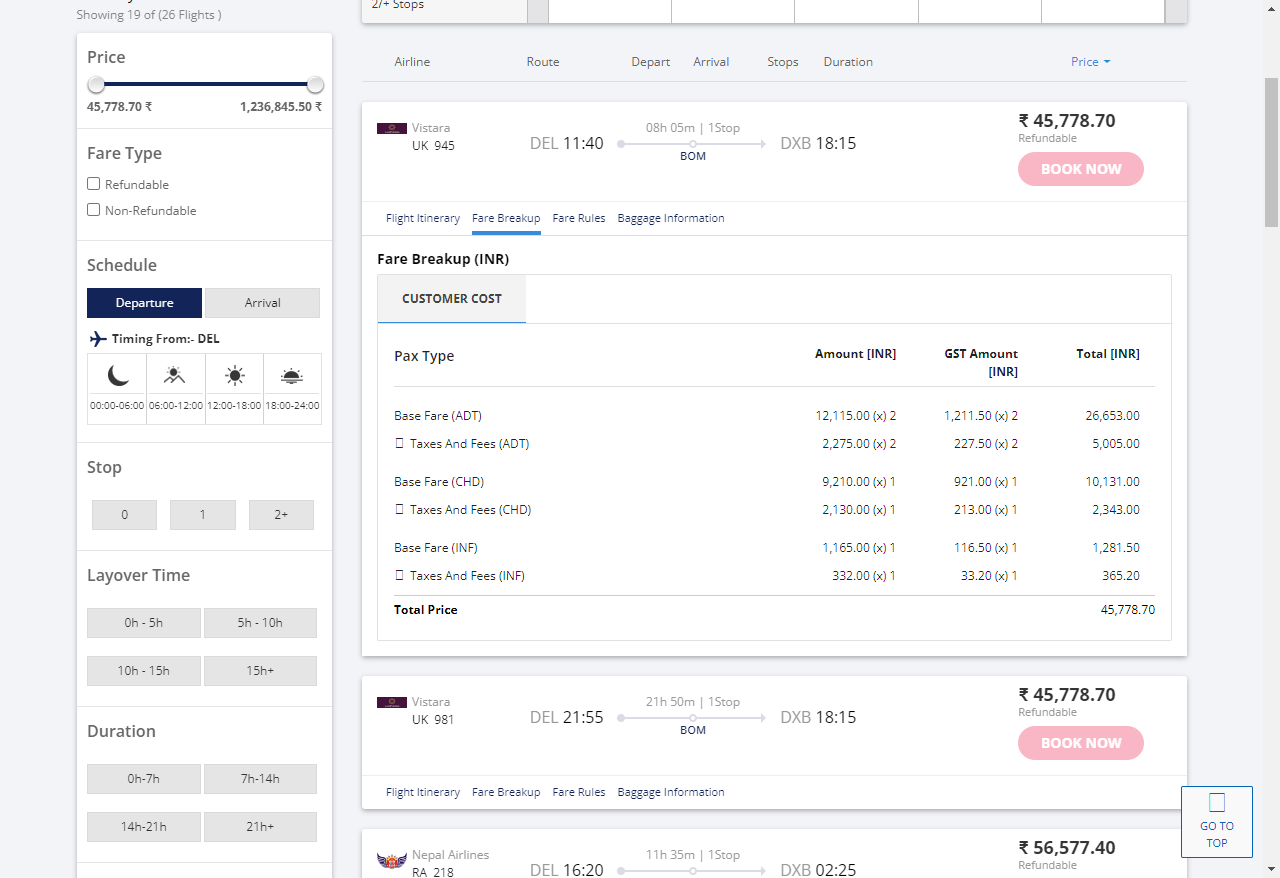 Showing 19 of (26 Flights )
Price
45,778.70 ₹ 1,236,845.50 ₹
Fare Type
Refundable
Non-Refundable
Schedule
Departure Arrival
Timing From:- DEL
00:00-06:00 06:00-12:00 12:00-18:00 18:00-24:00
Stop
0 1 2+
Layover Time
0h - 5h 5h - 10h
10h - 15h 15h+
Duration
0h-7h 7h-14h
14h-21h 21h+
2/+ Stops
Airline Route Depart Arrival Stops Duration Price
Vistara
UK 945
DEL 11:40
08h 05m | 1Stop
BOM
DXB 18:15
₹ 45,778.70
Refundable
BOOK NOW
Flight Itinerary Fare Breakup Fare Rules Baggage Information
Fare Breakup (INR)
CUSTOMER COST
Pax Type Amount [INR] GST Amount [INR] Total [INR]
Base Fare (ADT) 12,115.00 (x) 2 1,211.50 (x) 2 26,653.00
Taxes And Fees (ADT) 2,275.00 (x) 2 227.50 (x) 2 5,005.00
Base Fare (CHD) 9,210.00 (x) 1 921.00 (x) 1 10,131.00
Taxes And Fees (CHD) 2,130.00 (x) 1 213.00 (x) 1 2,343.00
Base Fare (INF) 1,165.00 (x) 1 116.50 (x) 1 1,281.50
Taxes And Fees (INF) 332.00 (x) 1 33.20 (x) 1 365.20
Total Price 45,778.70
Vistara
UK 981
DEL 21:55
21h 50m | 1Stop
BOM
DXB 18:15
₹ 45,778.70
Refundable
BOOK NOW
Flight Itinerary Fare Breakup Fare Rules Baggage Information
Nepal Airlines
RA 218
DEL 16:20
11h 35m | 1Stop
DXB 02:25
₹ 56,577.40
Refundable
GO TO
TOP